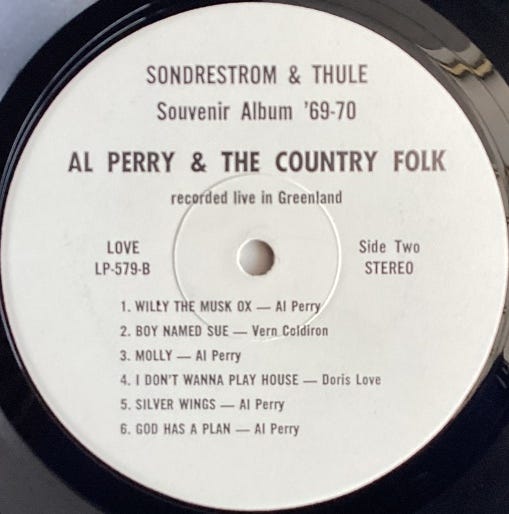 SONDRESTROM & THULE
Souvenir Album '69-70
AL PERRY & THE COUNTRY FOLK
recorded live in Greenland
LOVE
LP-579-B
Side Two
STEREO
1. WILLY THE MUSK OX — Al Perry
2. BOY NAMED SUE — Vern Coldiron
3. MOLLY — Al Perry
4. I DON'T WANNA PLAY HOUSE — Doris Love
5. SILVER WINGS — Al Perry
6. GOD HAS A PLAN — Al Perry